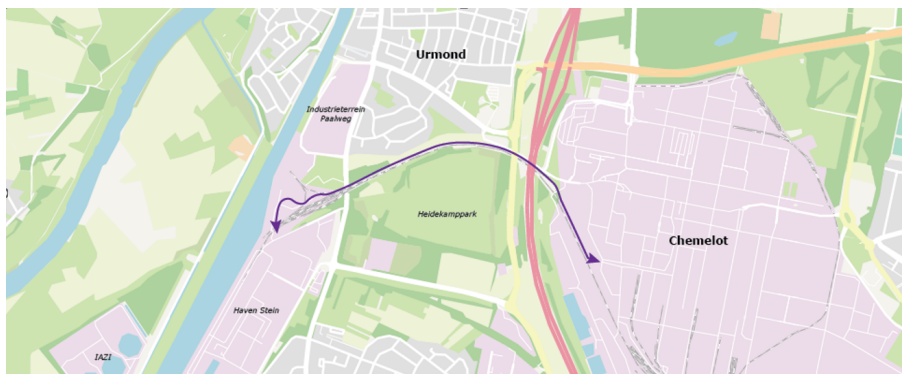 Urmond
Industrieterrein
Paalweg
Heidekamppark
Chemelot
Haven Stein
IAZI